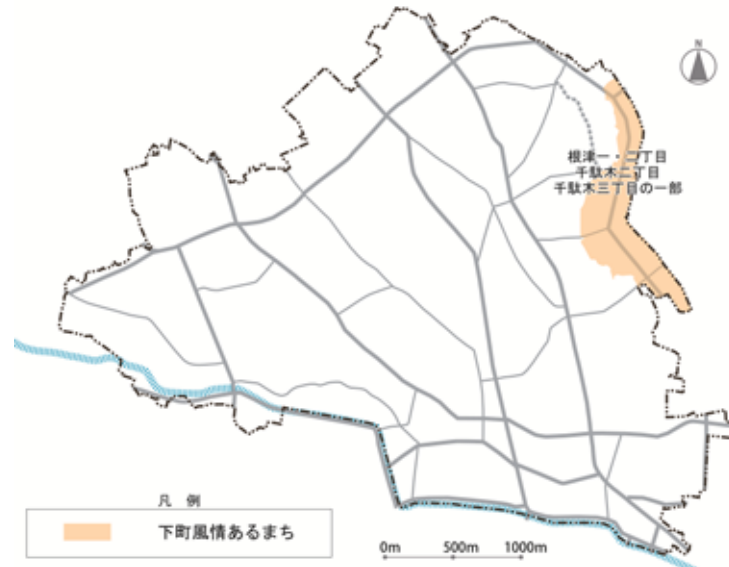 N
根津一・二丁目
千駄木二丁目
千駄木三丁目の一部
凡 例
下町風情あるまち
0m 500m 1000m